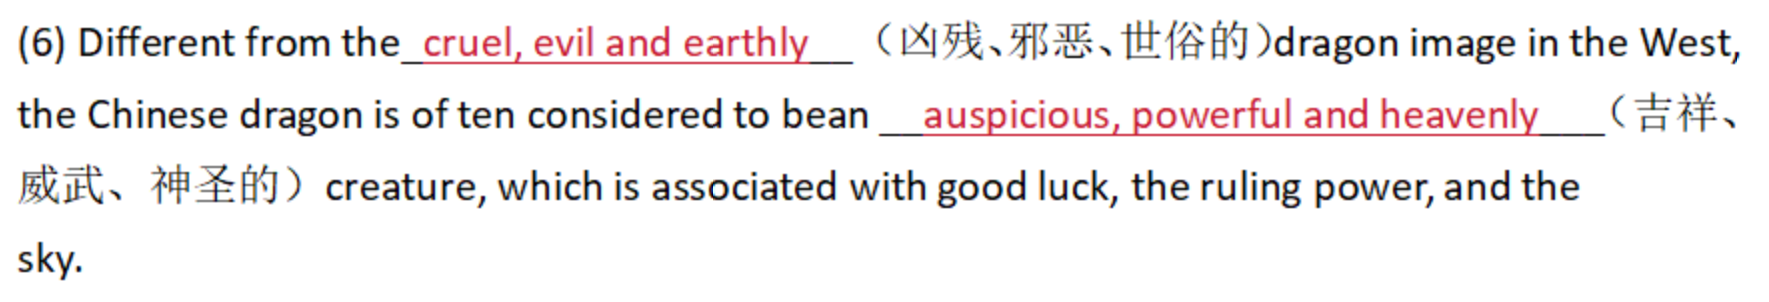 (6) Different from the_cruel, evil and earthly__（凶残、邪恶、世俗的）dragon image in the West,
the Chinese dragon is of ten considered to bean __auspicious, powerful and heavenly___（吉祥、
威武、神圣的）creature, which is associated with good luck, the ruling power, and the
sky.